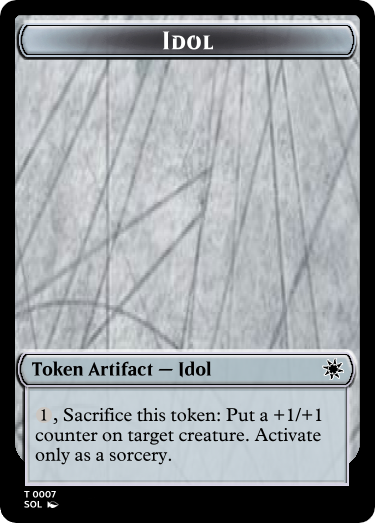 Idol
Token Artifact — Idol
1, Sacrifice this token: Put a +1/+1
counter on target creature. Activate
only as a sorcery.
T 0007
SOL